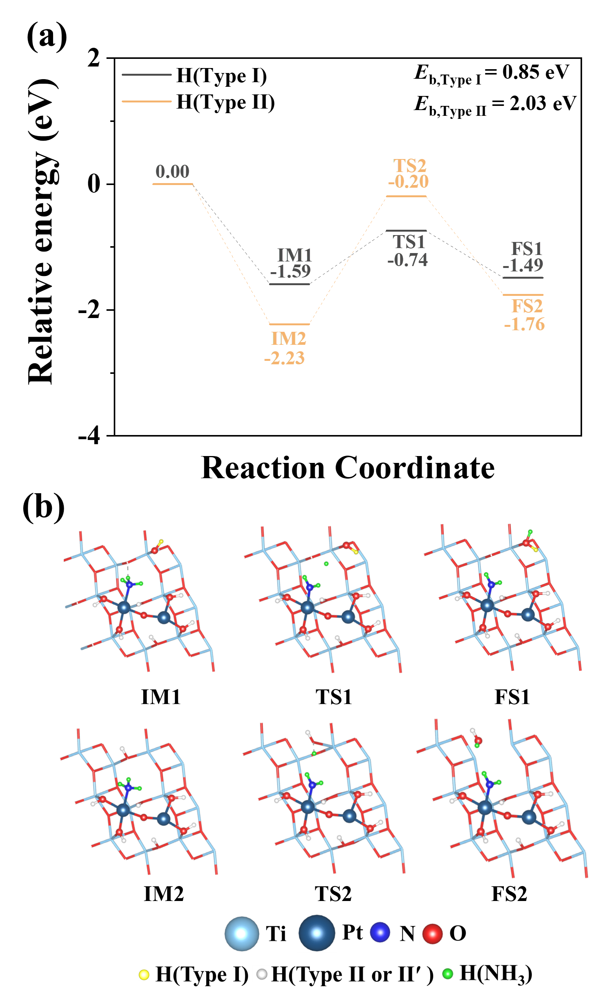 (a)
2
0
-2
-4
Relative energy (eV)
H(Type I)
H(Type II)
E_b,Type I = 0.85 eV
E_b,Type II = 2.03 eV
0.00
IM1
-1.59
IM2
-2.23
TS2
-0.20
TS1
-0.74
FS1
-1.49
FS2
-1.76
Reaction Coordinate
(b)
IM1 TS1 FS1
IM2 TS2 FS2
Ti Pt N O
H(Type I) H(Type II or II′ ) H(NH₃)